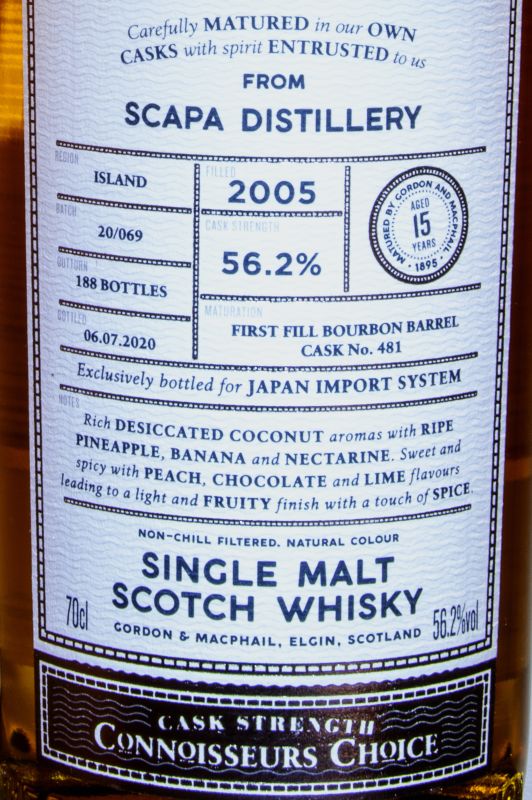 Carefully MATURED in our OWN
CASKS with spirit ENTRUSTED to us
FROM
SCAPA DISTILLERY
REGION
ISLAND
BATCH
20/069
OUTTURN
188 BOTTLES
BOTTLED
06.07.2020
FILLED
2005
CASK STRENGTH
56.2%
MATURED BY GORDON AND MACPHAIL
AGED
15
YEARS
· 1895 ·
MATURATION
FIRST FILL BOURBON BARREL
CASK No. 481
Exclusively bottled for JAPAN IMPORT SYSTEM
NOTES
Rich DESICCATED COCONUT aromas with RIPE
PINEAPPLE, BANANA and NECTARINE. Sweet and
spicy with PEACH, CHOCOLATE and LIME flavours
leading to a light and FRUITY finish with a touch of SPICE.
NON-CHILL FILTERED. NATURAL COLOUR
SINGLE MALT
SCOTCH WHISKY
70cl
GORDON & MACPHAIL, ELGIN, SCOTLAND
56.2%vol
CASK STRENGTH
CONNOISSEURS CHOICE